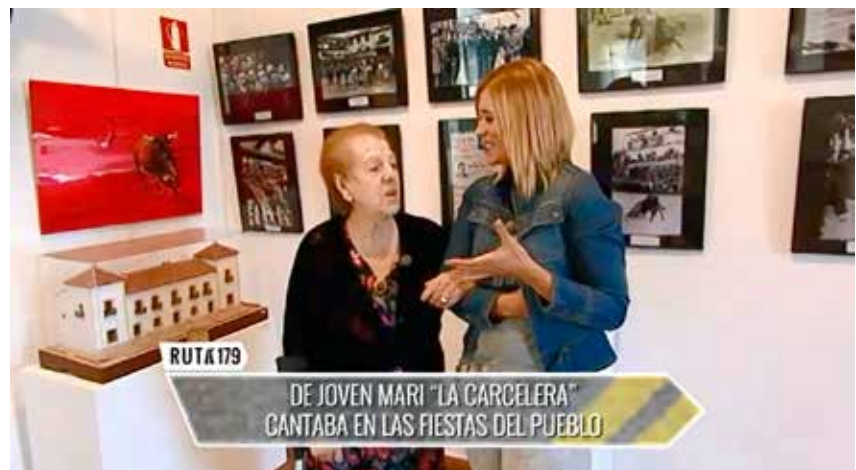 RUTA 179
DE JOVEN MARI “LA CARCELERA”
CANTABA EN LAS FIESTAS DEL PUEBLO